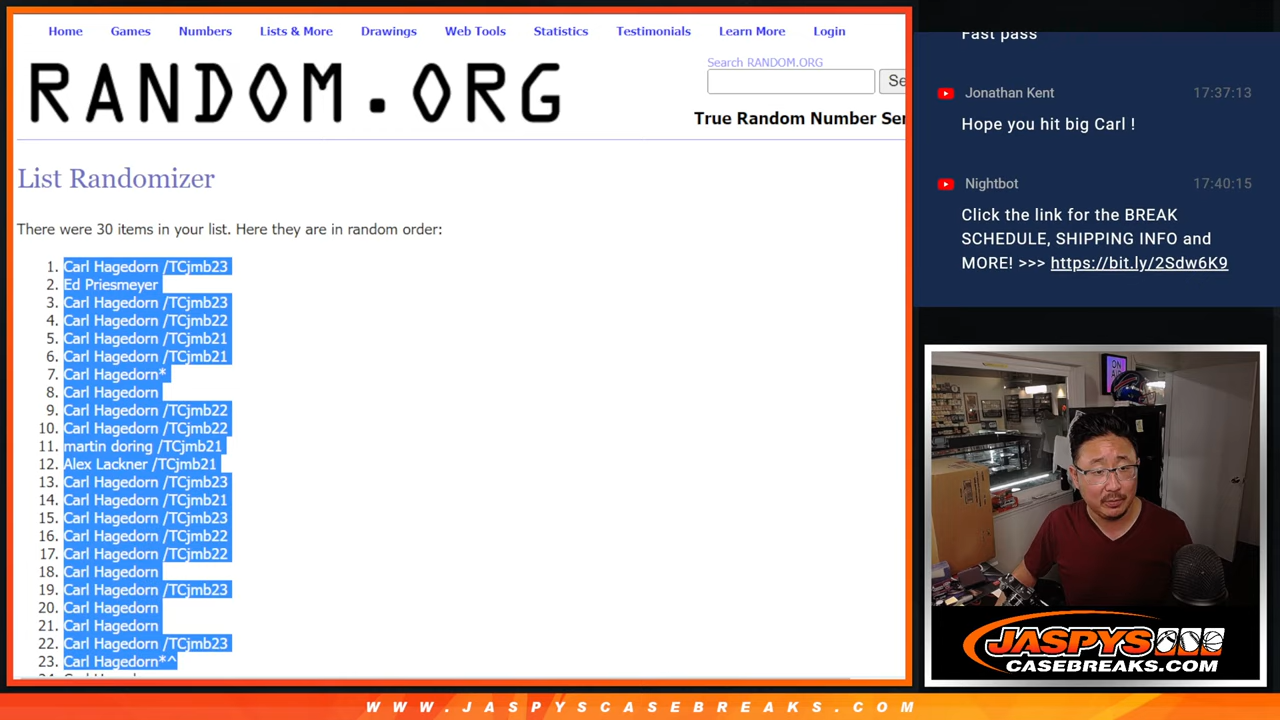 Home Games Numbers Lists & More Drawings Web Tools Statistics Testimonials Learn More Login
RANDOM.ORG
Search RANDOM.ORG
Se
True Random Number Ser
List Randomizer
There were 30 items in your list. Here they are in random order:
1. Carl Hagedorn /TCjmb23
2. Ed Priesmeyer
3. Carl Hagedorn /TCjmb23
4. Carl Hagedorn /TCjmb22
5. Carl Hagedorn /TCjmb21
6. Carl Hagedorn /TCjmb21
7. Carl Hagedorn*
8. Carl Hagedorn
9. Carl Hagedorn /TCjmb22
10. Carl Hagedorn /TCjmb22
11. martin doring /TCjmb21
12. Alex Lackner /TCjmb21
13. Carl Hagedorn /TCjmb23
14. Carl Hagedorn /TCjmb21
15. Carl Hagedorn /TCjmb23
16. Carl Hagedorn /TCjmb22
17. Carl Hagedorn /TCjmb22
18. Carl Hagedorn
19. Carl Hagedorn /TCjmb23
20. Carl Hagedorn
21. Carl Hagedorn
22. Carl Hagedorn /TCjmb23
23. Carl Hagedorn*^
Fast pass
Jonathan Kent 17:37:13
Hope you hit big Carl !
Nightbot 17:40:15
Click the link for the BREAK
SCHEDULE, SHIPPING INFO and
MORE! >>> https://bit.ly/2Sdw6K9
ON
AIR
JASPYS
CASEBREAKS.COM
WWW.JASPYSCASEBREAKS.COM